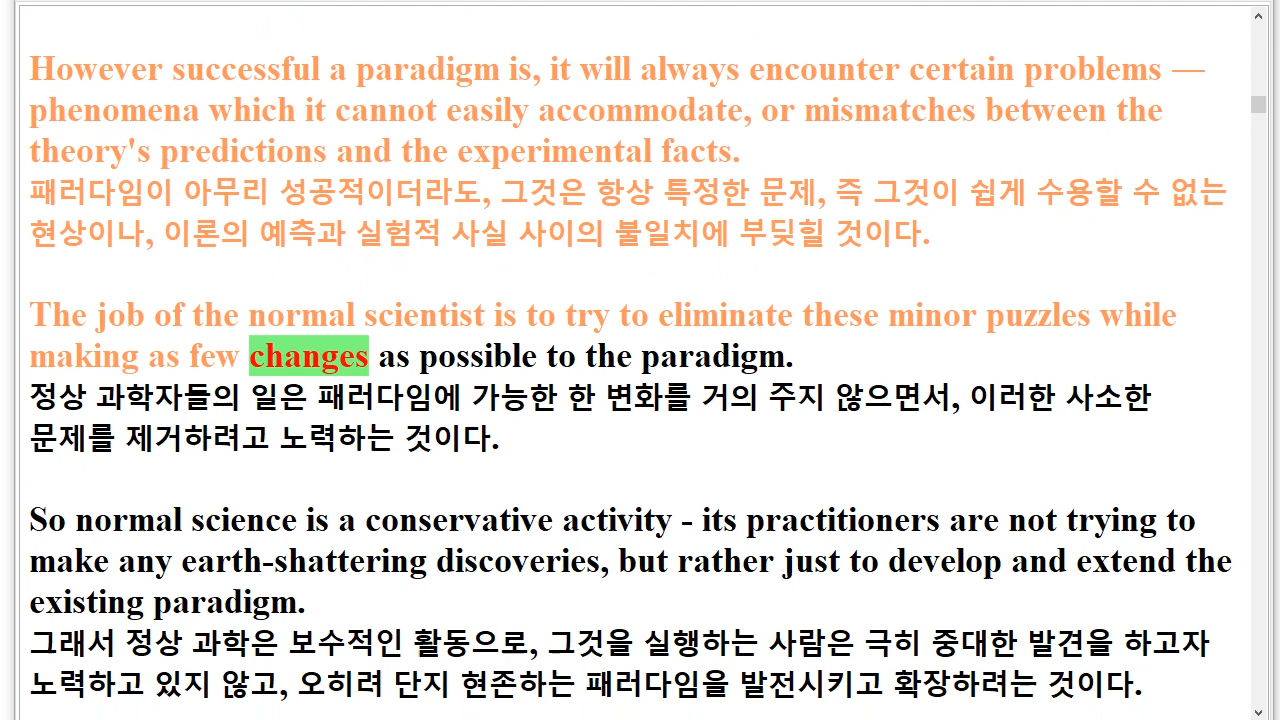 However successful a paradigm is, it will always encounter certain problems —
phenomena which it cannot easily accommodate, or mismatches between the
theory's predictions and the experimental facts.
패러다임이 아무리 성공적이더라도, 그것은 항상 특정한 문제, 즉 그것이 쉽게 수용할 수 없는
현상이나, 이론의 예측과 실험적 사실 사이의 불일치에 부딪힐 것이다.
The job of the normal scientist is to try to eliminate these minor puzzles while
making as few changes as possible to the paradigm.
정상 과학자들의 일은 패러다임에 가능한 한 변화를 거의 주지 않으면서, 이러한 사소한
문제를 제거하려고 노력하는 것이다.
So normal science is a conservative activity - its practitioners are not trying to
make any earth-shattering discoveries, but rather just to develop and extend the
existing paradigm.
그래서 정상 과학은 보수적인 활동으로, 그것을 실행하는 사람은 극히 중대한 발견을 하고자
노력하고 있지 않고, 오히려 단지 현존하는 패러다임을 발전시키고 확장하려는 것이다.